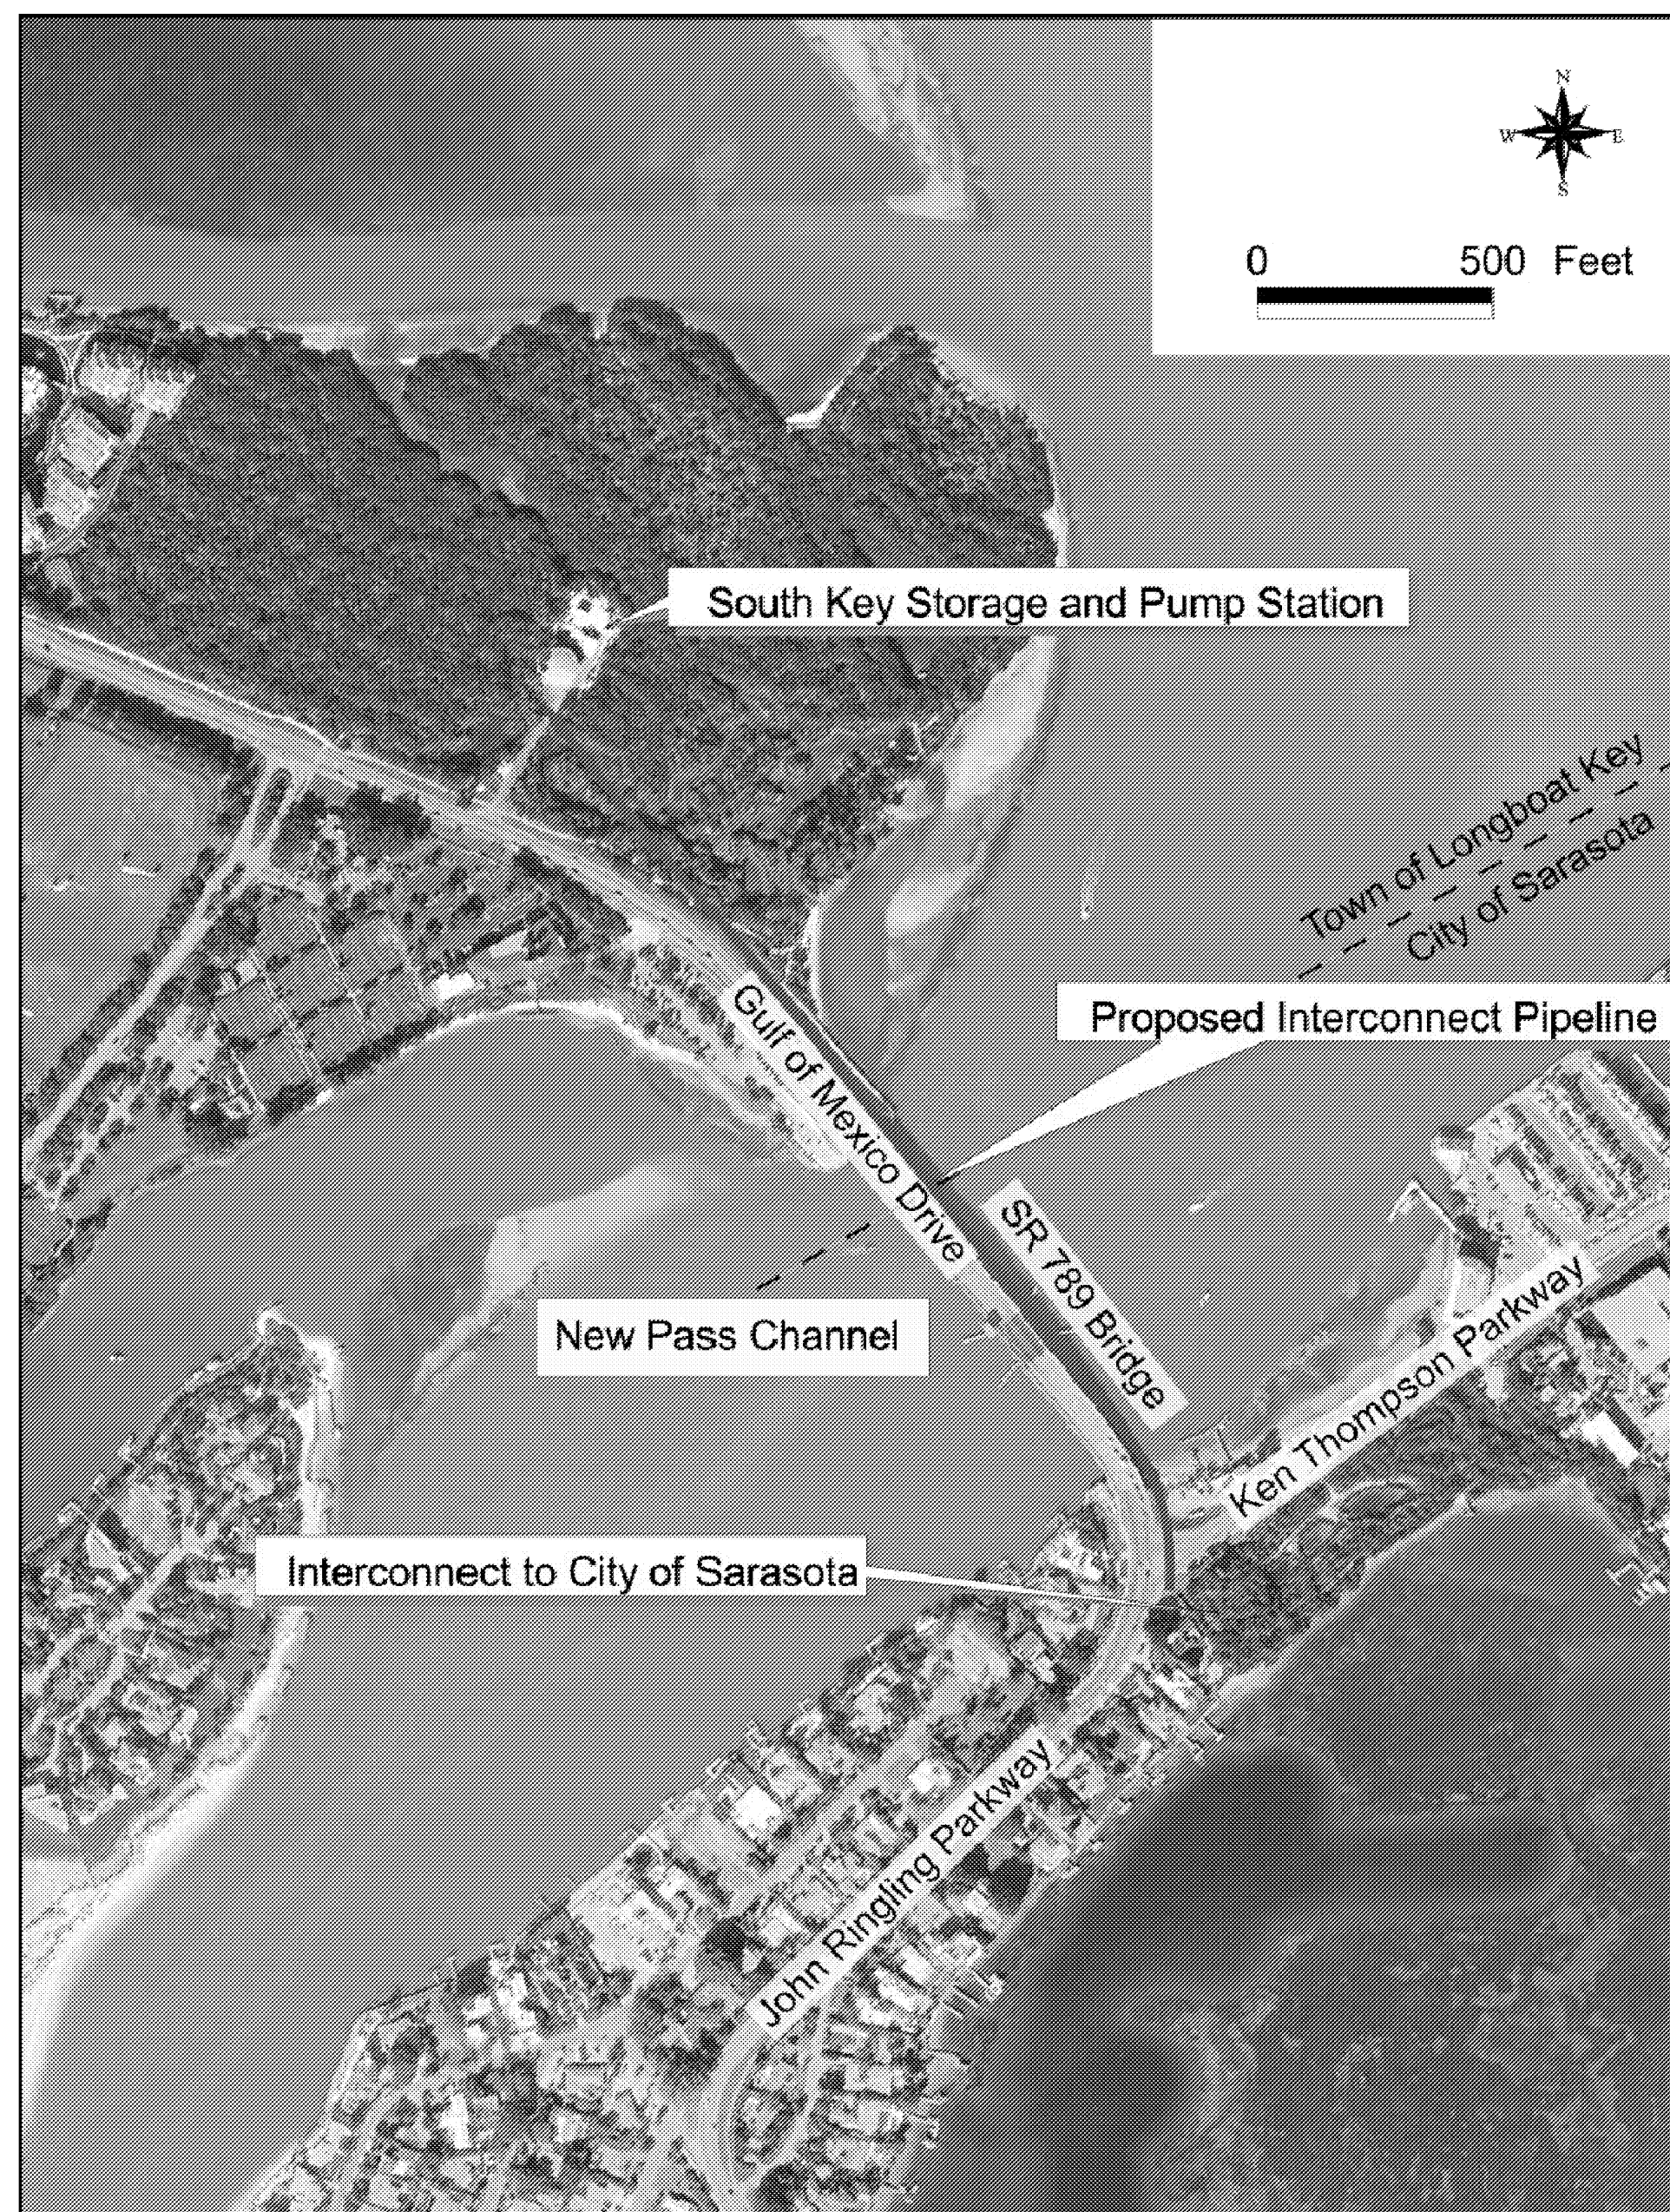 N
W E
S
0 500 Feet
South Key Storage and Pump Station
Town of Longboat Key
City of Sarasota
Proposed Interconnect Pipeline
Gulf of Mexico Drive
SR 789 Bridge
New Pass Channel
Ken Thompson Parkway
Interconnect to City of Sarasota
John Ringling Parkway